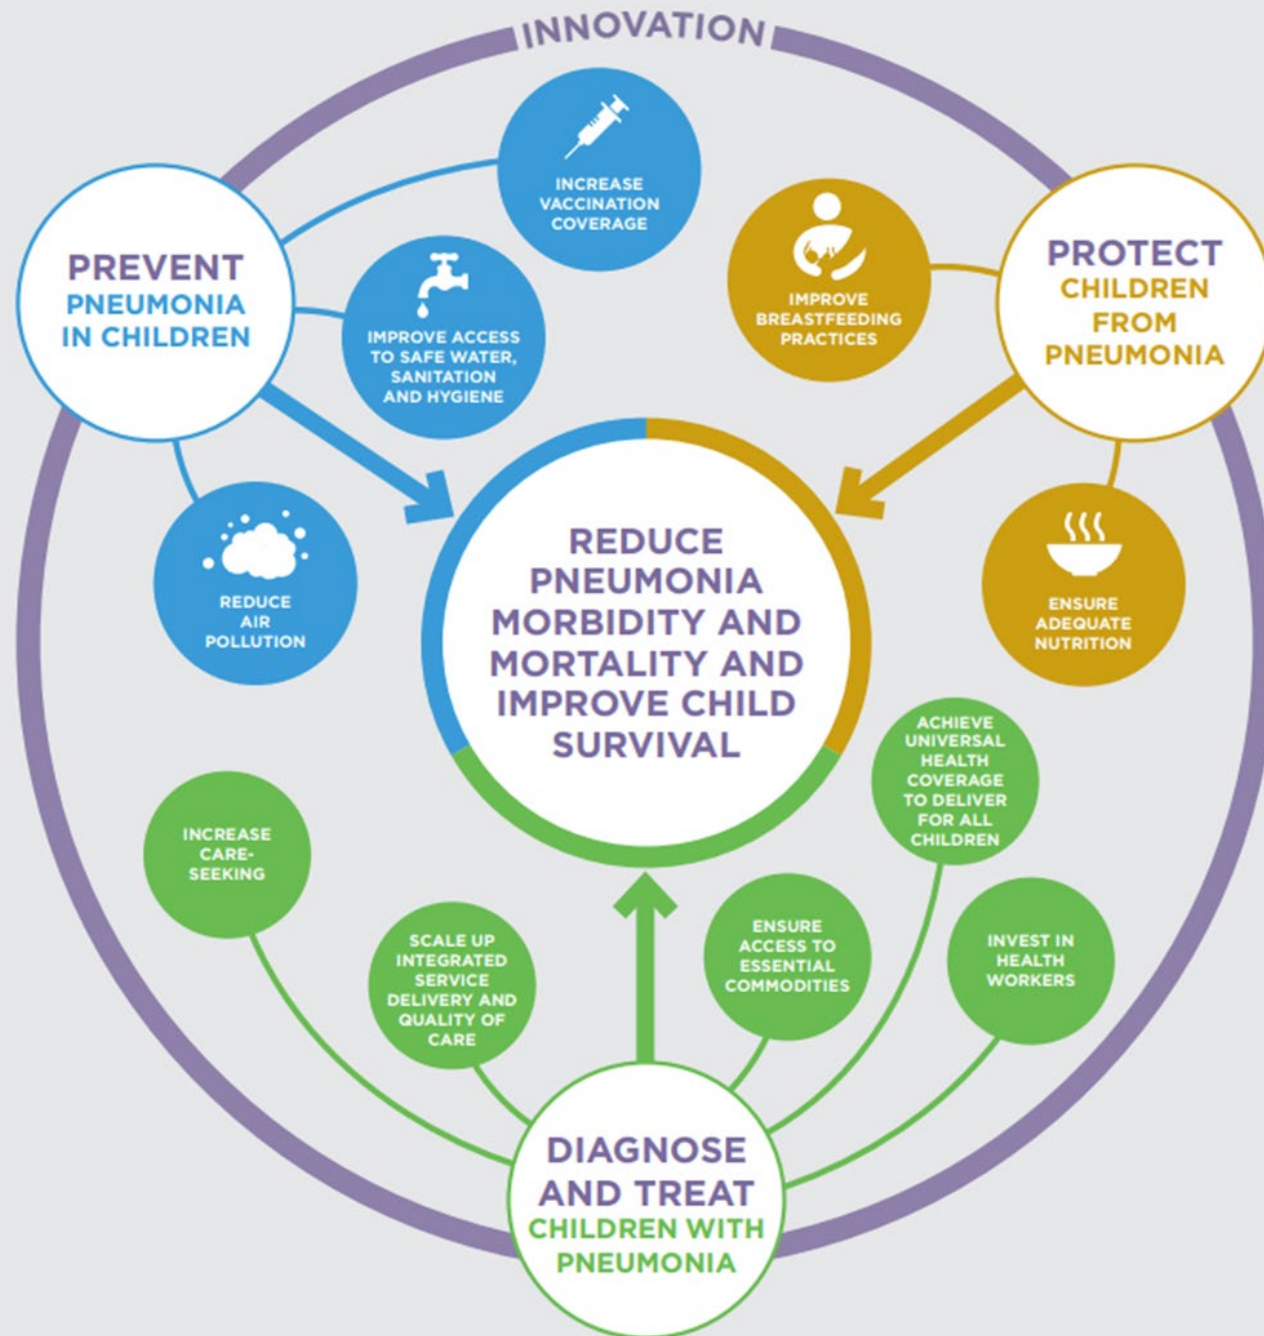 INNOVATION
INCREASE
VACCINATION
COVERAGE
PREVENT
PNEUMONIA
IN CHILDREN
IMPROVE ACCESS
TO SAFE WATER,
SANITATION
AND HYGIENE
REDUCE
AIR
POLLUTION
IMPROVE
BREASTFEEDING
PRACTICES
PROTECT
CHILDREN
FROM
PNEUMONIA
ENSURE
ADEQUATE
NUTRITION
REDUCE
PNEUMONIA
MORBIDITY AND
MORTALITY AND
IMPROVE CHILD
SURVIVAL
INCREASE
CARE-
SEEKING
SCALE UP
INTEGRATED
SERVICE
DELIVERY AND
QUALITY OF
CARE
ENSURE
ACCESS TO
ESSENTIAL
COMMODITIES
ACHIEVE
UNIVERSAL
HEALTH
COVERAGE
TO DELIVER
FOR ALL
CHILDREN
INVEST IN
HEALTH
WORKERS
DIAGNOSE
AND TREAT
CHILDREN WITH
PNEUMONIA